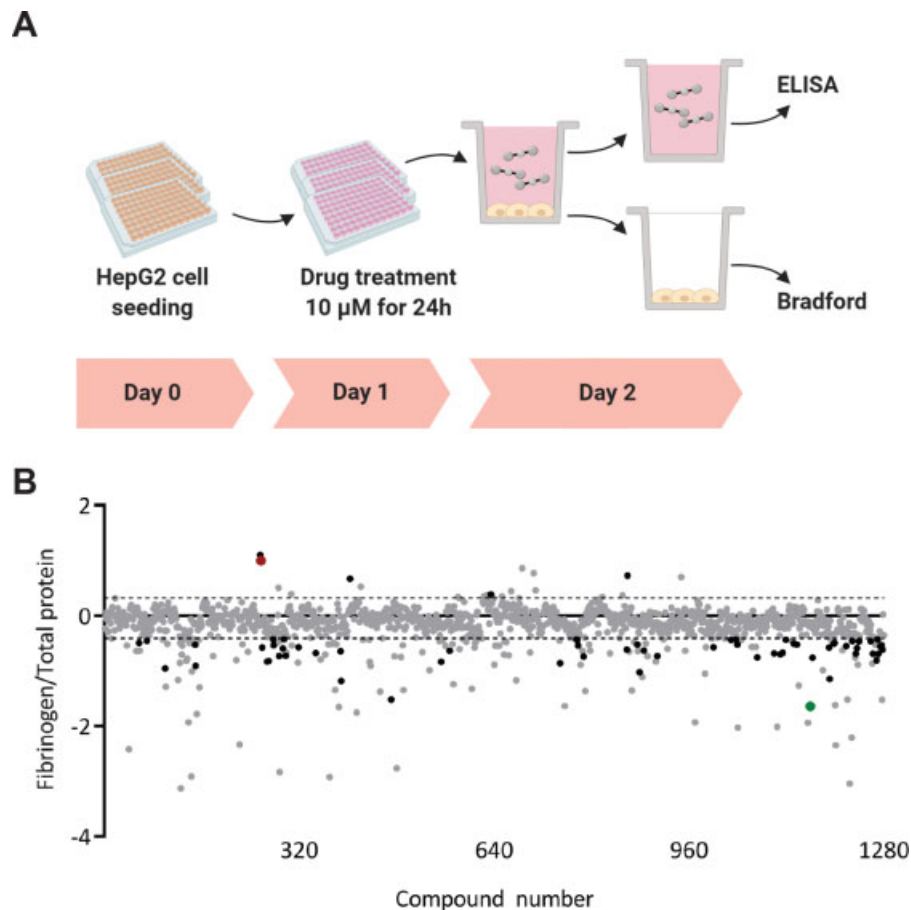 A
ELISA
HepG2 cell
seeding
Drug treatment
10 µM for 24h
Bradford
Day 0
Day 1
Day 2
B
Fibrinogen/Total protein
2
0
-2
-4
320
640
960
1280
Compound number